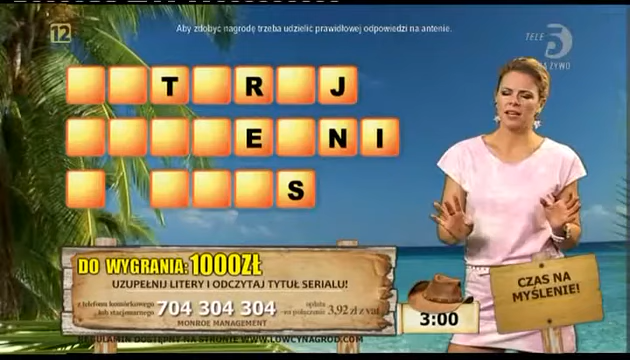 12
Aby zdobyć nagrodę trzeba udzielić prawidłowej odpowiedzi na antenie.
TELE 5
NA ŻYWO
T R J
E N I
S
DO WYGRANIA: 1000ZŁ
UZUPEŁNIJ LITERY I ODCZYTAJ TYTUŁ SERIALU!
z telefonu komórkowego
lub stacjonarnego
704 304 304
opłata
za połączenie 3,92 zł z vat
MONROE MANAGEMENT
REGULAMIN DOSTĘPNY NA STRONIE WWW.LOWCYNAGROD.COM
3:00
CZAS NA
MYŚLENIE!